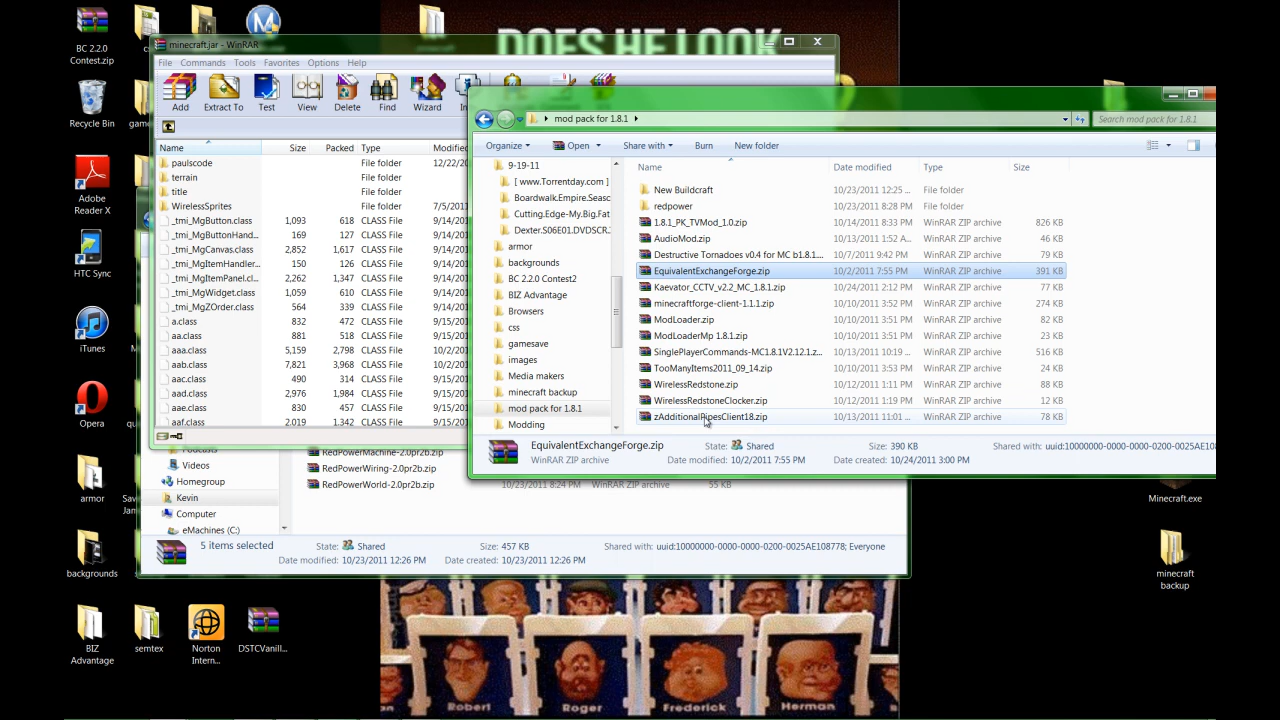 BC 2.2.0
Contest.zip
Recycle Bin
Adobe
Reader X
HTC Sync
iTunes
Opera
armor
backgrounds
BIZ
Advantage
semtex
Norton
Intern...
DSTCVanill...
DOES HE LOOK
minecraft.jar - WinRAR
File Commands Tools Favorites Options Help
Add Extract To Test View Delete Find Wizard
Name Size Packed Type Modified
paulscode File folder 12/22/20
terrain File folder
title File folder
WirelessSprites File folder 7/5/2011
_tmi_MgButton.class 1,093 618 CLASS File 9/14/201
_tmi_MgButtonHand... 169 127 CLASS File 9/14/201
_tmi_MgCanvas.class 2,852 1,617 CLASS File 9/14/201
_tmi_MgItemHandler... 150 126 CLASS File 9/14/201
_tmi_MgItemPanel.cl... 2,262 1,347 CLASS File 9/14/201
_tmi_MgWidget.class 1,059 610 CLASS File 9/14/201
_tmi_MgZOrder.class 564 339 CLASS File 9/14/201
a.class 832 472 CLASS File 9/15/201
aa.class 881 518 CLASS File 9/15/201
aaa.class 5,159 2,798 CLASS File 10/2/201
aab.class 7,821 3,968 CLASS File 10/2/201
aac.class 490 314 CLASS File 9/15/201
aad.class 2,976 1,984 CLASS File 9/15/201
aae.class 830 457 CLASS File 9/15/201
aaf.class 2,019 1,342 CLASS File 9/15/201
mod pack for 1.8.1
Search mod pack for 1.8.1
Organize Open Share with Burn New folder
9-19-11
[ www.Torrentday.com ]
Boardwalk.Empire.Seaso
Cutting.Edge-My.Big.Fat
Dexter.S06E01.DVDSCR.
armor
backgrounds
BC 2.2.0 Contest2
BIZ Advantage
Browsers
css
gamesave
images
Media makers
minecraft backup
mod pack for 1.8.1
Modding
Name Date modified Type Size
New Buildcraft 10/23/2011 12:25 ... File folder
redpower 10/23/2011 8:28 PM File folder
1.8.1_PK_TVMod_1.0.zip 10/14/2011 8:33 PM WinRAR ZIP archive 826 KB
AudioMod.zip 10/13/2011 1:52 A... WinRAR ZIP archive 46 KB
Destructive Tornadoes v0.4 for MC b1.8.1.... 10/7/2011 9:42 PM WinRAR ZIP archive 79 KB
EquivalentExchangeForge.zip 10/2/2011 7:55 PM WinRAR ZIP archive 391 KB
Kaevator_CCTV_v2.2_MC_1.8.1.zip 10/24/2011 2:12 PM WinRAR ZIP archive 77 KB
minecraftforge-client-1.1.1.zip 10/10/2011 3:52 PM WinRAR ZIP archive 274 KB
ModLoader.zip 10/10/2011 3:51 PM WinRAR ZIP archive 82 KB
ModLoaderMp 1.8.1.zip 10/10/2011 3:51 PM WinRAR ZIP archive 23 KB
SinglePlayerCommands-MC1.8.1V2.12.1.z... 10/13/2011 10:19 ... WinRAR ZIP archive 516 KB
TooManyItems2011_09_14.zip 10/10/2011 3:53 PM WinRAR ZIP archive 24 KB
WirelessRedstone.zip 10/12/2011 1:11 PM WinRAR ZIP archive 88 KB
WirelessRedstoneClocker.zip 10/12/2011 1:19 PM WinRAR ZIP archive 12 KB
zAdditionalPipesClient18.zip 10/13/2011 11:01 ... WinRAR ZIP archive 78 KB
EquivalentExchangeForge.zip State: Shared Size: 390 KB Shared with: uuid:10000000-0000-0000-0200-0025AE108
WinRAR ZIP archive Date modified: 10/2/2011 7:55 PM Date created: 10/24/2011 3:00 PM
Podcasts
Videos
Homegroup
Kevin
Computer
eMachines (C:)
RedPowerMachine-2.0pr2b.zip
RedPowerWiring-2.0pr2b.zip
RedPowerWorld-2.0pr2b.zip 10/23/2011 8:24 PM WinRAR ZIP archive 55 KB
5 items selected State: Shared Size: 457 KB Shared with: uuid:10000000-0000-0000-0200-0025AE108778; Everyone
Date modified: 10/23/2011 12:26 PM Date created: 10/23/2011 12:26 PM
Minecraft.exe
minecraft
backup
Robert Roger Frederick Herman